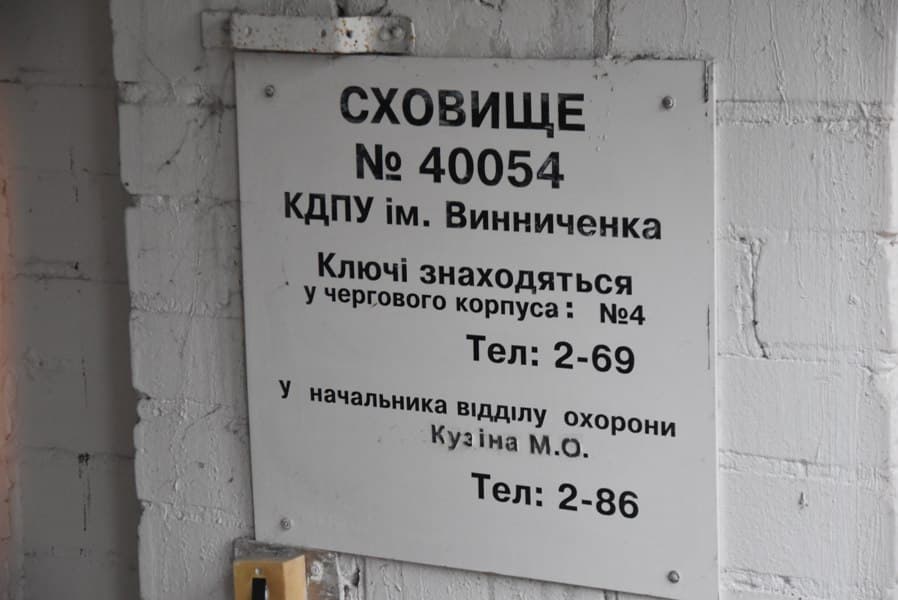 СХОВИЩЕ
№ 40054
КДПУ ім. Винниченка
Ключі знаходяться
у чергового корпуса: №4
Тел: 2-69
У начальника відділу охорони
Кузіна М.О.
Тел: 2-86